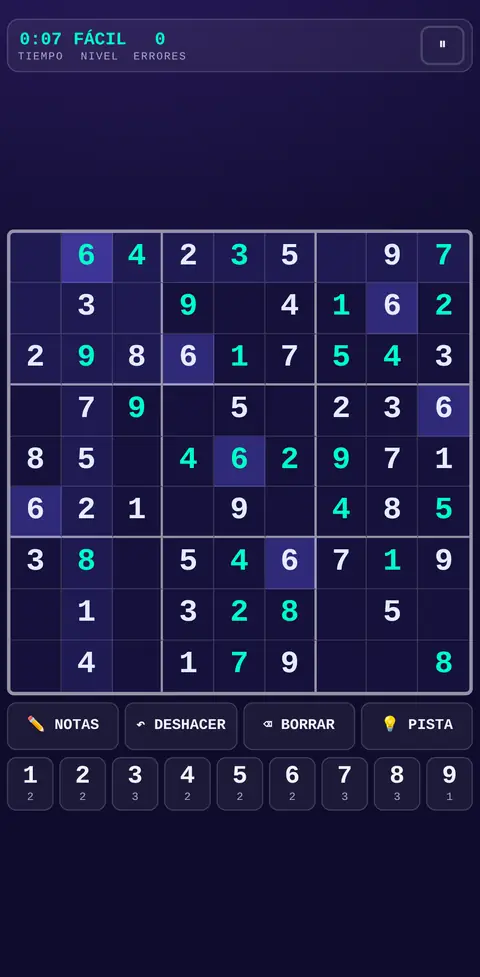 0:07 FÁCIL 0
TIEMPO NIVEL ERRORES
6 4 2 3 5 9 7
3 9 4 1 6 2
2 9 8 6 1 7 5 4 3
7 9 5 2 3 6
8 5 4 6 2 9 7 1
6 2 1 9 4 8 5
3 8 5 4 6 7 1 9
1 3 2 8 5
4 1 7 9 8
NOTAS DESHACER BORRAR PISTA
1 2 3 4 5 6 7 8 9
2 2 3 2 2 2 3 3 1